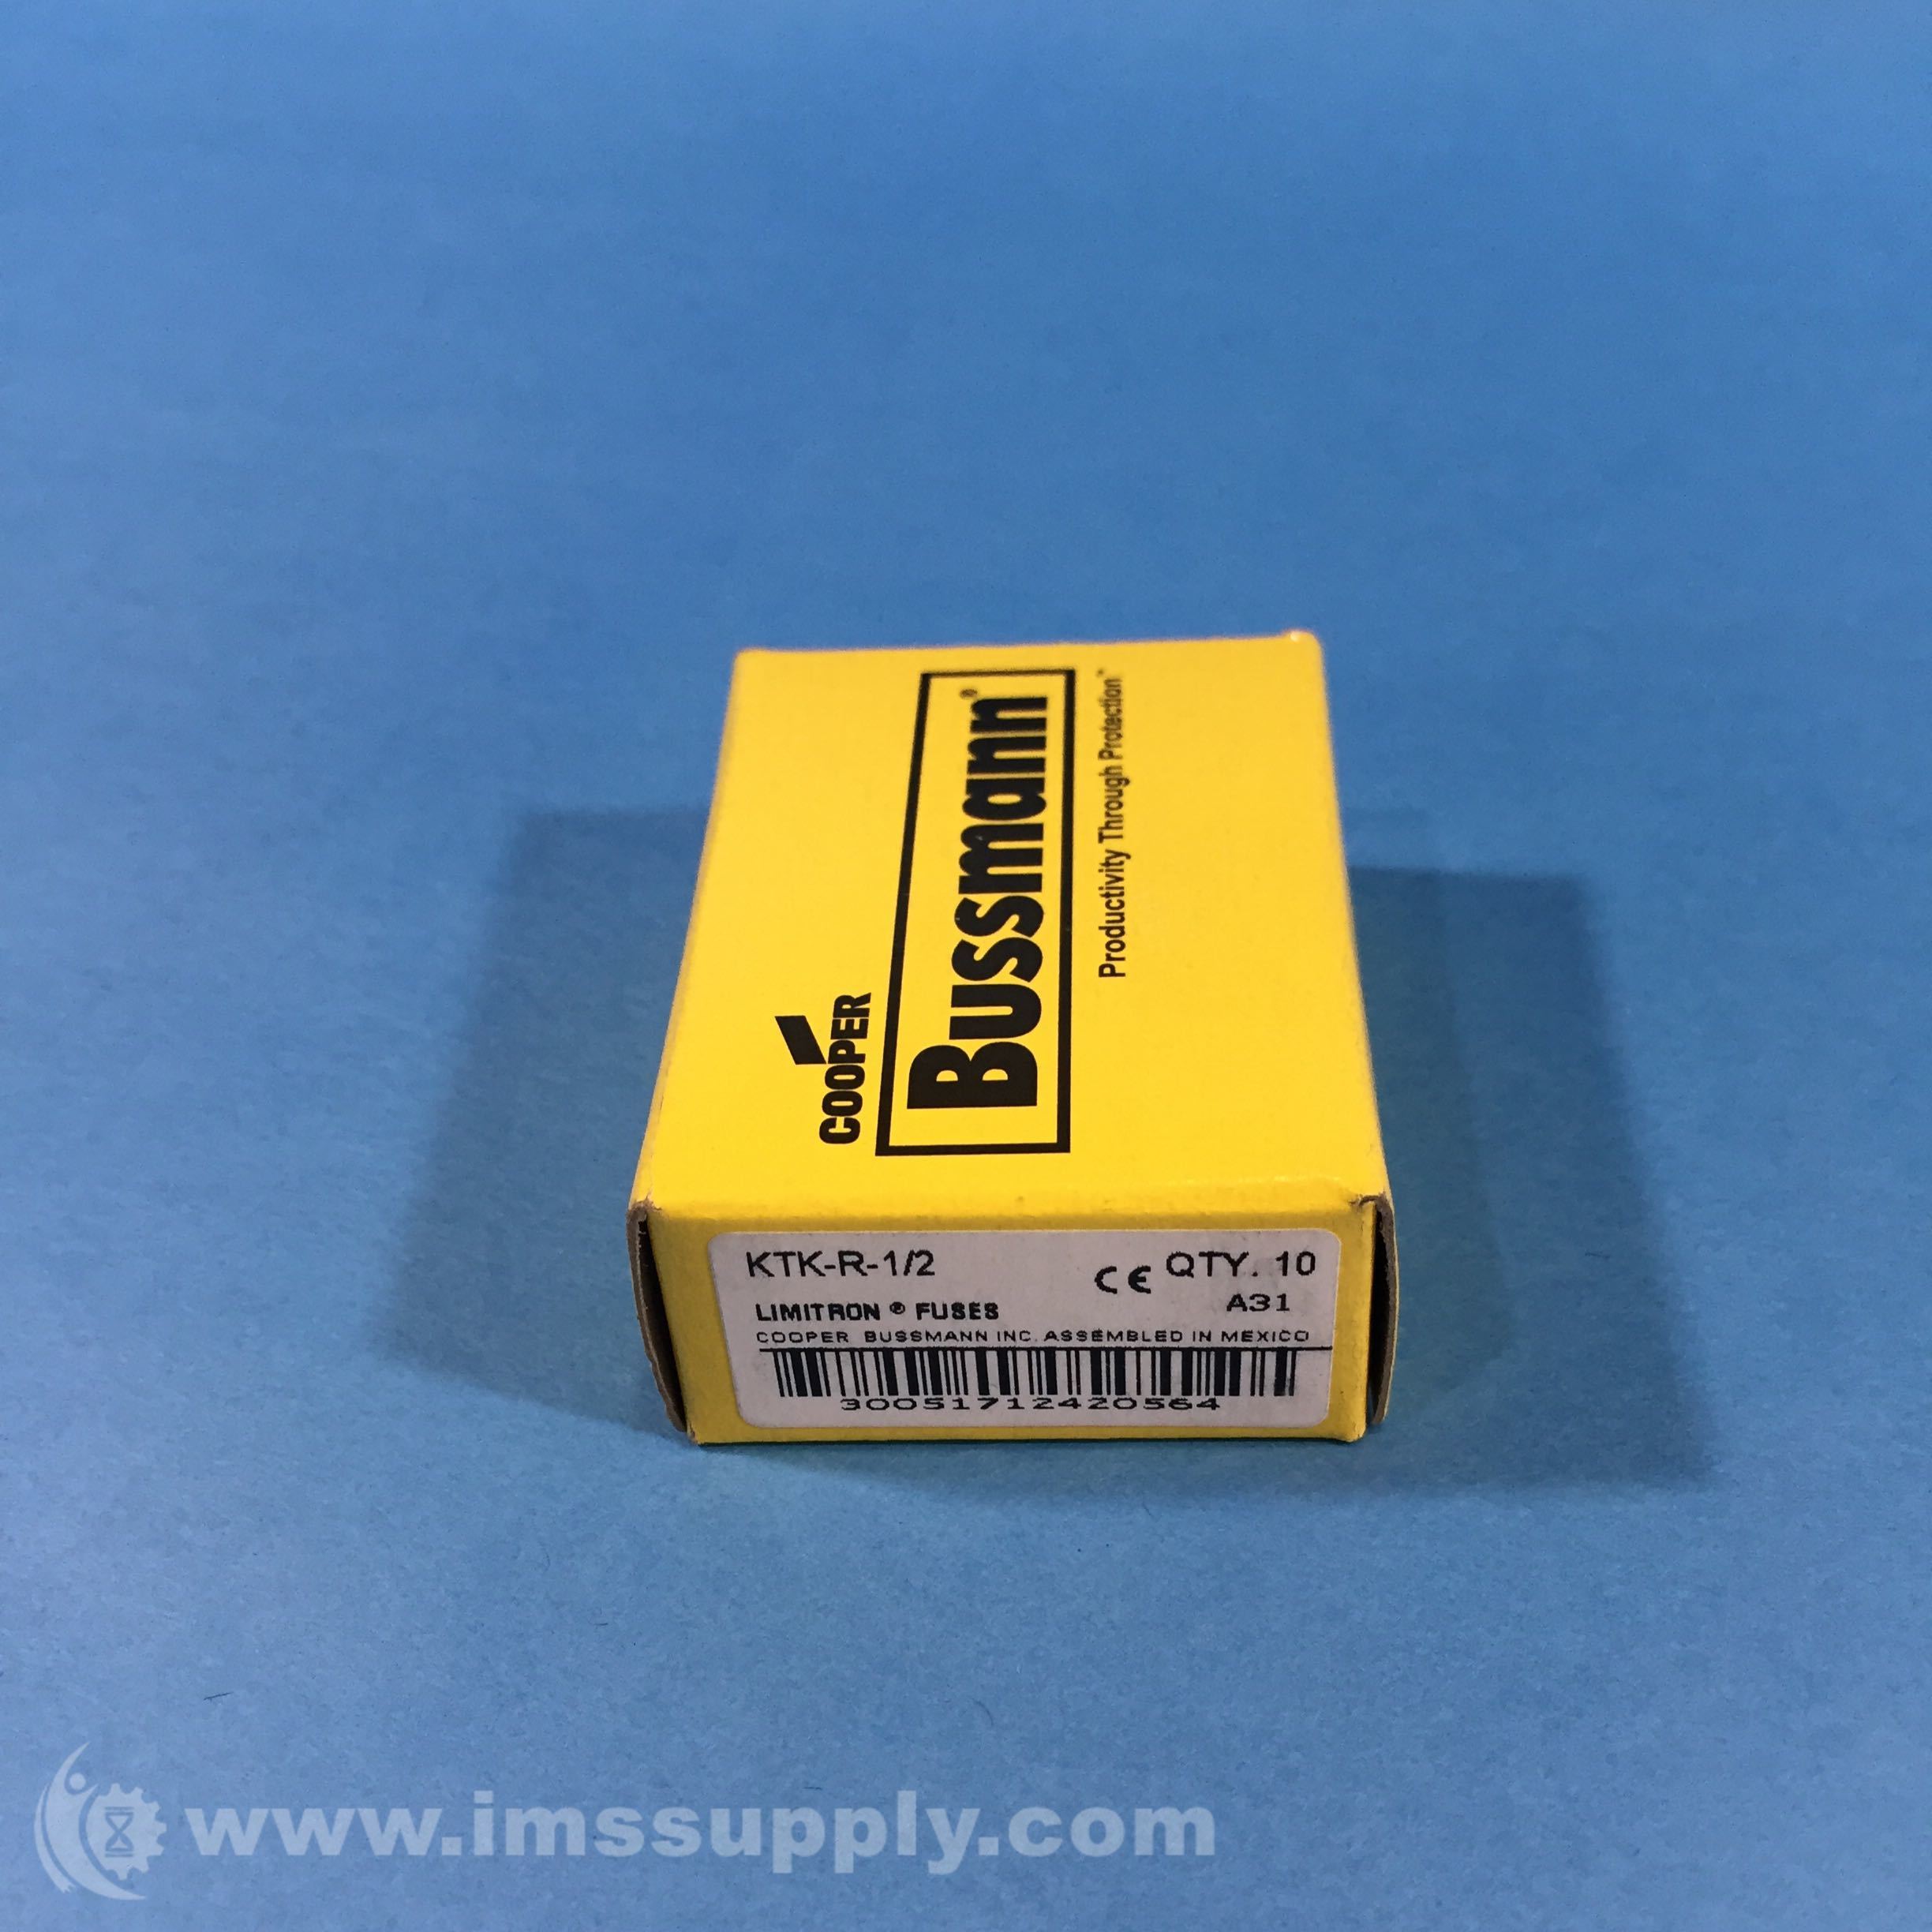 COOPER
Bussmann®
Productivity Through Protection™
KTK-R-1/2
CE QTY. 10
LIMITRON ® FUSES
A31
COOPER BUSSMANN INC. ASSEMBLED IN MEXICO
30051712420564
www.imssupply.com